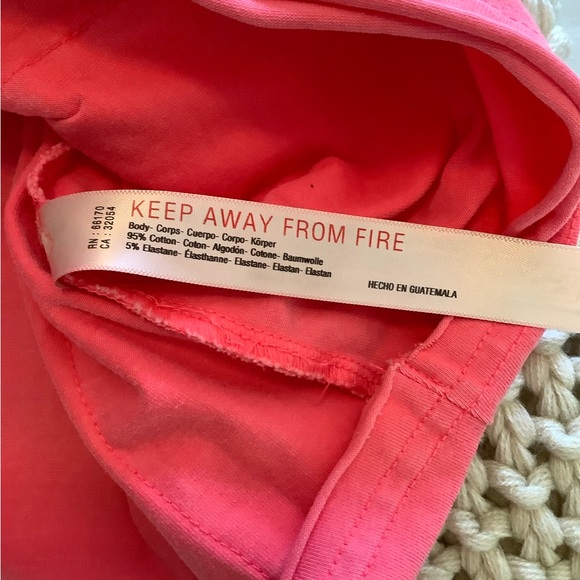 RN : 66170
CA : 32054
KEEP AWAY FROM FIRE
Body- Corps- Cuerpo- Corpo- Körper
95% Cotton- Coton- Algodón- Cotone- Baumwolle
5% Elastane- Élasthanne- Elastane- Elastan- Elastan
HECHO EN GUATEMALA